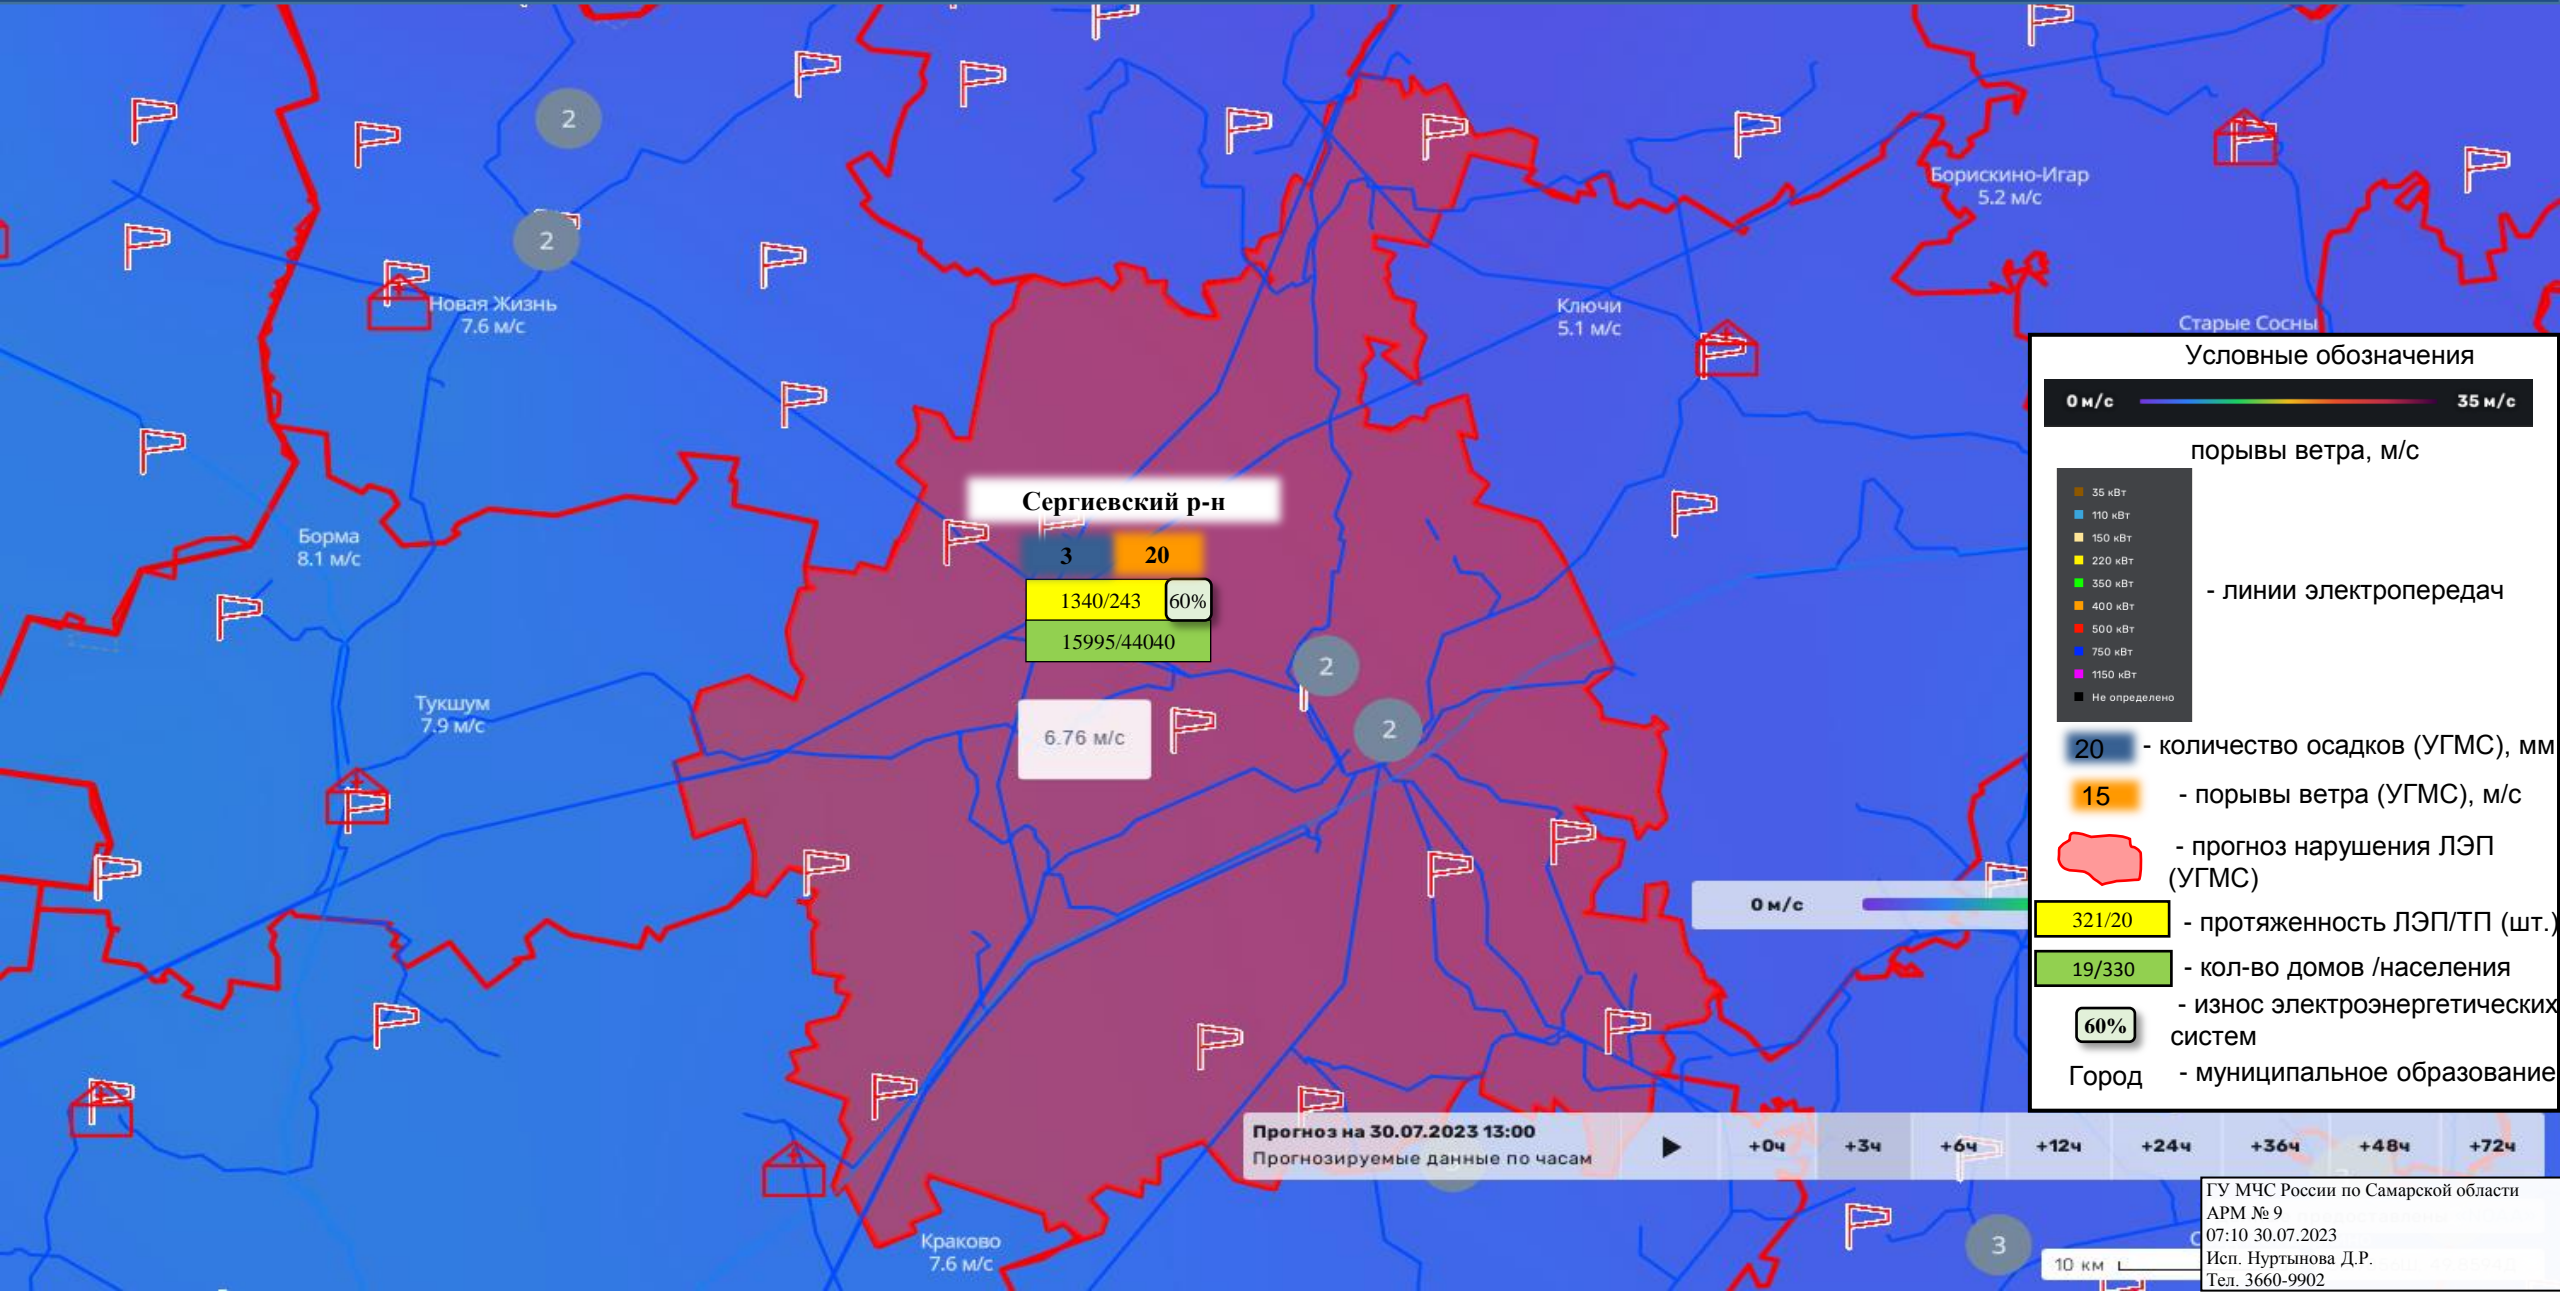 2
2
Борискино-Игар
5.2 м/с
Новая Жизнь
7.6 м/с
Ключи
5.1 м/с
Старые Сосны
Борма
8.1 м/с
Тукшум
7.9 м/с
Сергиевский р-н
3 20
1340/243 60%
15995/44040
6.76 м/с
2
2
Краково
7.6 м/с
0 м/с
Условные обозначения
0 м/с 35 м/с
порывы ветра, м/с
35 кВт
110 кВт
150 кВт
220 кВт
350 кВт
400 кВт
500 кВт
750 кВт
1150 кВт
Не определено
- линии электропередач
20 - количество осадков (УГМС), мм
15 - порывы ветра (УГМС), м/с
- прогноз нарушения ЛЭП
(УГМС)
321/20 - протяженность ЛЭП/ТП (шт.)
19/330 - кол-во домов /населения
60% - износ электроэнергетических
систем
Город - муниципальное образование
Прогноз на 30.07.2023 13:00
Прогнозируемые данные по часам
+0ч +3ч +6ч +12ч +24ч +36ч +48ч +72ч
3
10 км
ГУ МЧС России по Самарской области
АРМ № 9
07:10 30.07.2023
Исп. Нуртынова Д.Р.
Тел. 3660-9902